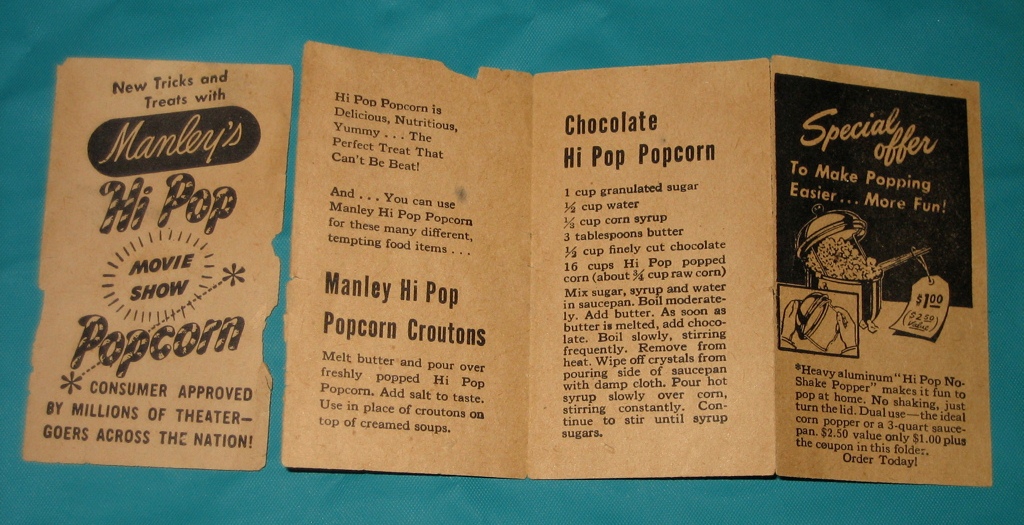 New Tricks and
Treats with
Manley's
Hi Pop
MOVIE
SHOW
Popcorn
* CONSUMER APPROVED
BY MILLIONS OF THEATER—
GOERS ACROSS THE NATION!
Hi Pop Popcorn is
Delicious, Nutritious,
Yummy . . . The
Perfect Treat That
Can't Be Beat!
And . . . You can use
Manley Hi Pop Popcorn
for these many different,
tempting food items . . .
Manley Hi Pop
Popcorn Croutons
Melt butter and pour over
freshly popped Hi Pop
Popcorn. Add salt to taste.
Use in place of croutons on
top of creamed soups.
Chocolate
Hi Pop Popcorn
1 cup granulated sugar
½ cup water
⅓ cup corn syrup
3 tablespoons butter
½ cup finely cut chocolate
16 cups Hi Pop popped
corn (about ¾ cup raw corn)
Mix sugar, syrup and water
in saucepan. Boil moderate-
ly. Add butter. As soon as
butter is melted, add choco-
late. Boil slowly, stirring
frequently. Remove from
heat. Wipe off crystals from
pouring side of saucepan
with damp cloth. Pour hot
syrup slowly over corn,
stirring constantly. Con-
tinue to stir until syrup
sugars.
Special
offer
To Make Popping
Easier... More Fun!
$1.00
$2.50
Value
*Heavy aluminum "Hi Pop No-
Shake Popper" makes it fun to
pop at home. No shaking, just
turn the lid. Dual use—the ideal
corn popper or a 3-quart sauce-
pan. $2.50 value only $1.00 plus
the coupon in this folder.
Order Today!